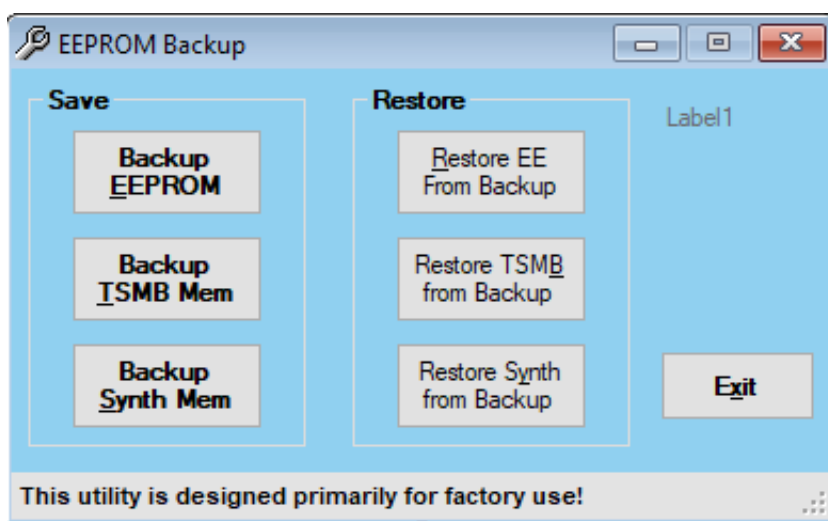 EEPROM Backup
Save
Backup
EEPROM
Backup
TSMB Mem
Backup
Synth Mem
Restore
Restore EE
From Backup
Restore TSMB
from Backup
Restore Synth
from Backup
Label1
Exit
This utility is designed primarily for factory use!